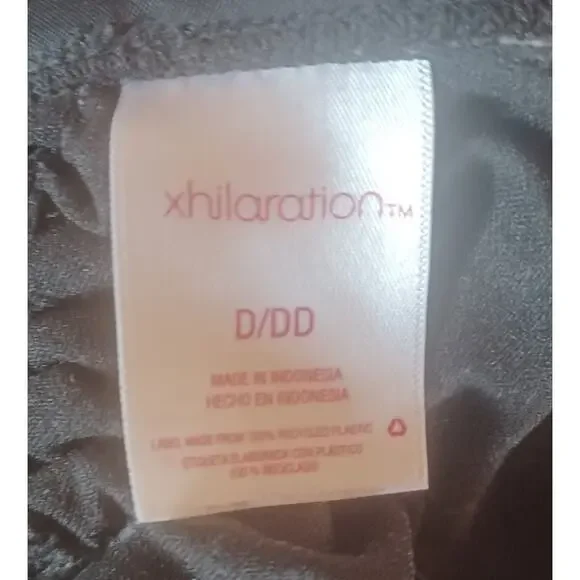 xhilaration™
D/DD
MADE IN INDONESIA
HECHO EN INDONESIA
LABEL MADE FROM 100% RECYCLED PLASTIC
ETIQUETA ELABORADA CON PLÁSTICO
100% RECICLADO